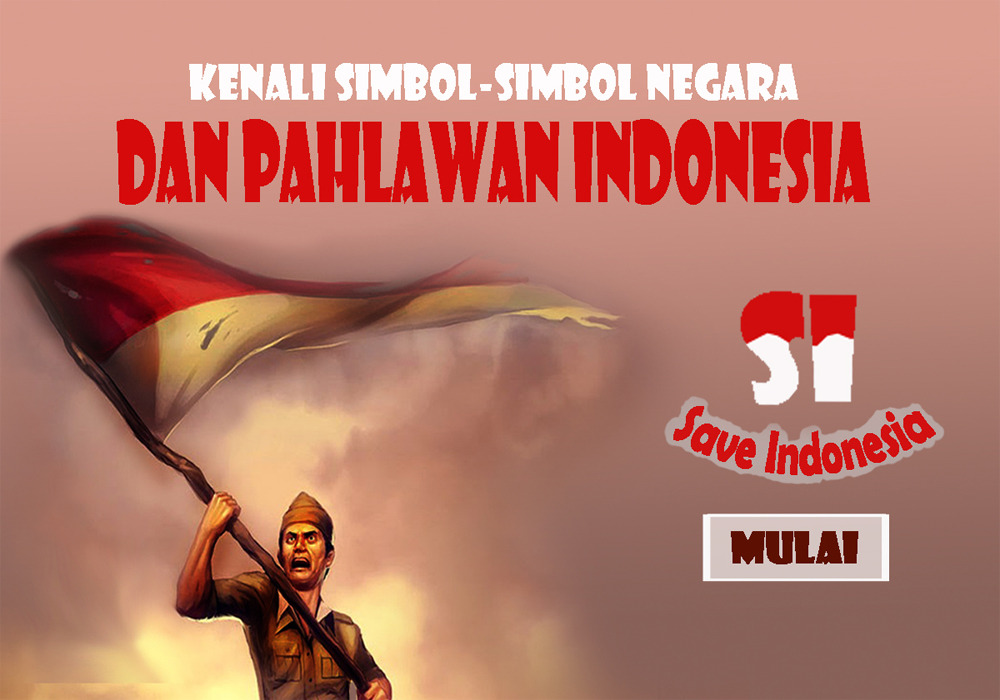 KENALI SIMBOL-SIMBOL NEGARA
DAN PAHLAWAN INDONESIA
SI
Save Indonesia
MULAI